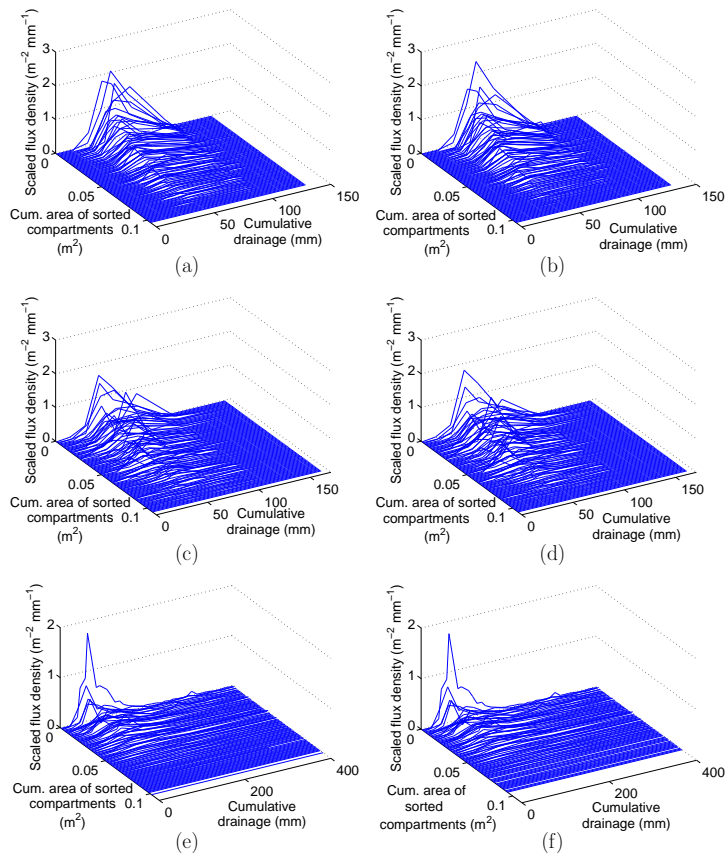 Scaled flux density (m−2 mm−1)
3
2
1
0
0
0.05
0.1
Cum. area of sorted
compartments
(m2)
0
50
100
150
Cumulative
drainage (mm)
(a)
Scaled flux density (m−2 mm−1)
3
2
1
0
0
0.05
0.1
Cum. area of sorted
compartments
(m2)
0
50
100
150
Cumulative
drainage (mm)
(b)
Scaled flux density (m−2 mm−1)
3
2
1
0
0
0.05
0.1
Cum. area of sorted
compartments
(m2)
0
50
100
150
Cumulative
drainage (mm)
(c)
Scaled flux density (m−2 mm−1)
3
2
1
0
0
0.05
0.1
Cum. area of sorted
compartments
(m2)
0
50
100
150
Cumulative
drainage (mm)
(d)
Scaled flux density (m−2 mm−1)
2
1
0
0
0.05
0.1
Cum. area of sorted
compartments
(m2)
0
200
400
Cumulative
drainage (mm)
(e)
Scaled flux density (m−2 mm−1)
2
1
0
0
0.05
0.1
Cum. area of
sorted
compartments (m2)
0
200
400
Cumulative
drainage (mm)
(f)